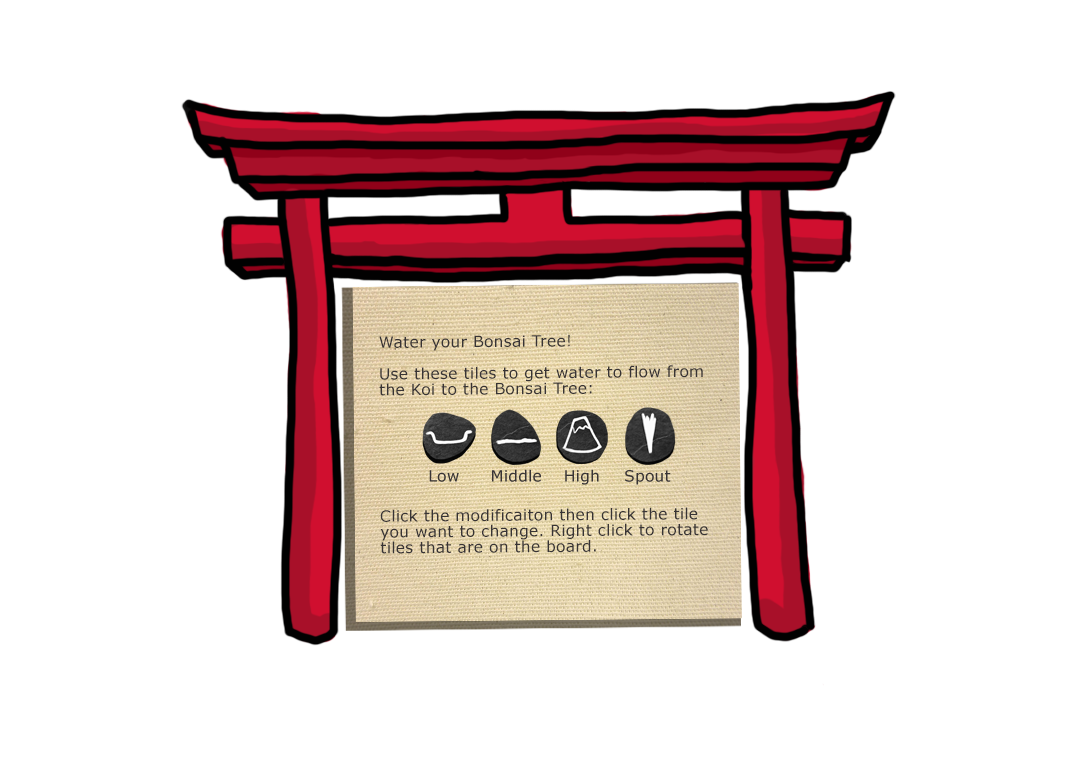 Water your Bonsai Tree!
Use these tiles to get water to flow from
the Koi to the Bonsai Tree:
Low Middle High Spout
Click the modificaiton then click the tile
you want to change. Right click to rotate
tiles that are on the board.